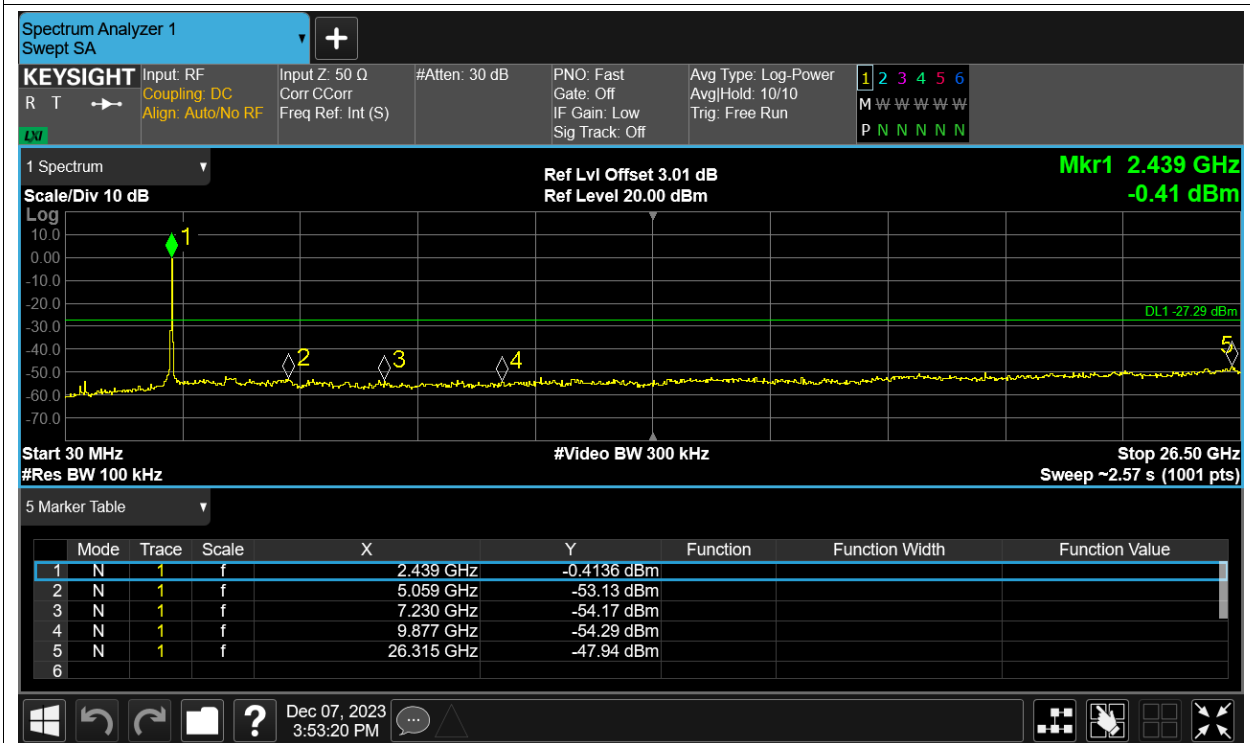 Spectrum Analyzer 1
Swept SA
KEYSIGHT Input: RF Input Z: 50 Ω #Atten: 30 dB PNO: Fast Avg Type: Log-Power 1 2 3 4 5 6
R T Coupling: DC Corr CCorr Gate: Off Avg|Hold: 10/10 M W W W W W
Align: Auto/No RF Freq Ref: Int (S) IF Gain: Low Trig: Free Run
LXI Sig Track: Off P N N N N N
1 Spectrum Ref Lvl Offset 3.01 dB Mkr1 2.439 GHz
Scale/Div 10 dB Ref Level 20.00 dBm -0.41 dBm
Log
10.0 1
0.00
-10.0
-20.0
DL1 -27.29 dBm
-30.0
-40.0 2 3 4 5
-50.0
-60.0
-70.0
Start 30 MHz #Video BW 300 kHz Stop 26.50 GHz
#Res BW 100 kHz Sweep ~2.57 s (1001 pts)
5 Marker Table
Mode Trace Scale X Y Function Function Width Function Value
1 N 1 f 2.439 GHz -0.4136 dBm
2 N 1 f 5.059 GHz -53.13 dBm
3 N 1 f 7.230 GHz -54.17 dBm
4 N 1 f 9.877 GHz -54.29 dBm
5 N 1 f 26.315 GHz -47.94 dBm
6
? Dec 07, 2023
3:53:20 PM